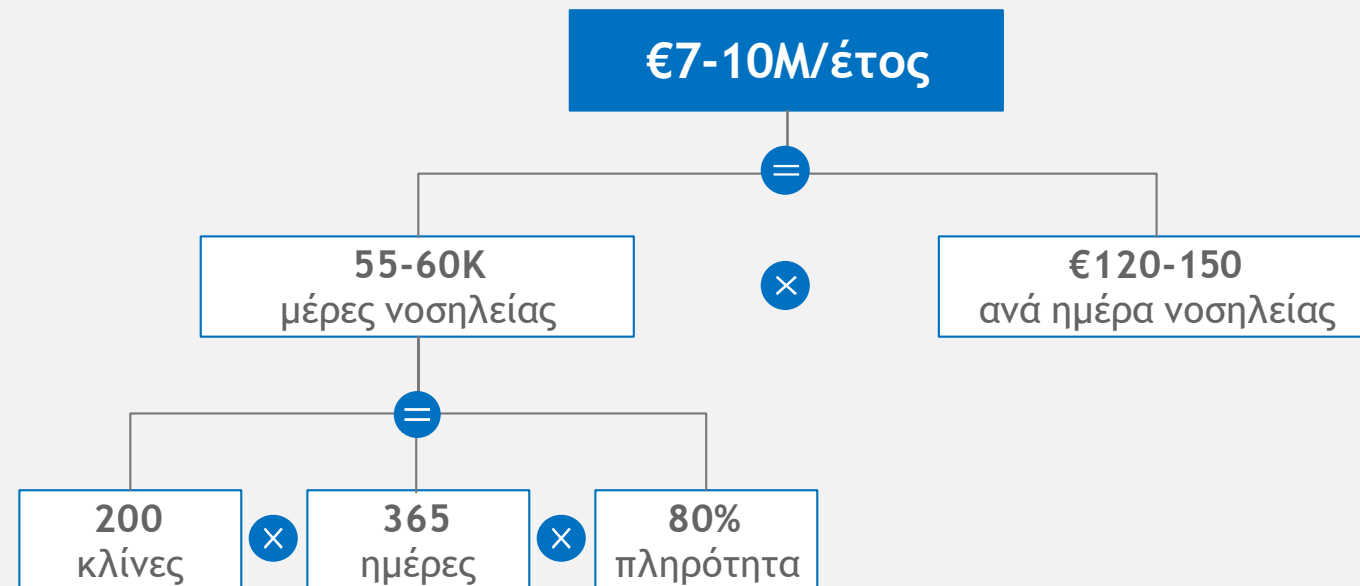 €7-10M/έτος
55-60K
μέρες νοσηλείας
€120-150
ανά ημέρα νοσηλείας
200
κλίνες
365
ημέρες
80%
πληρότητα